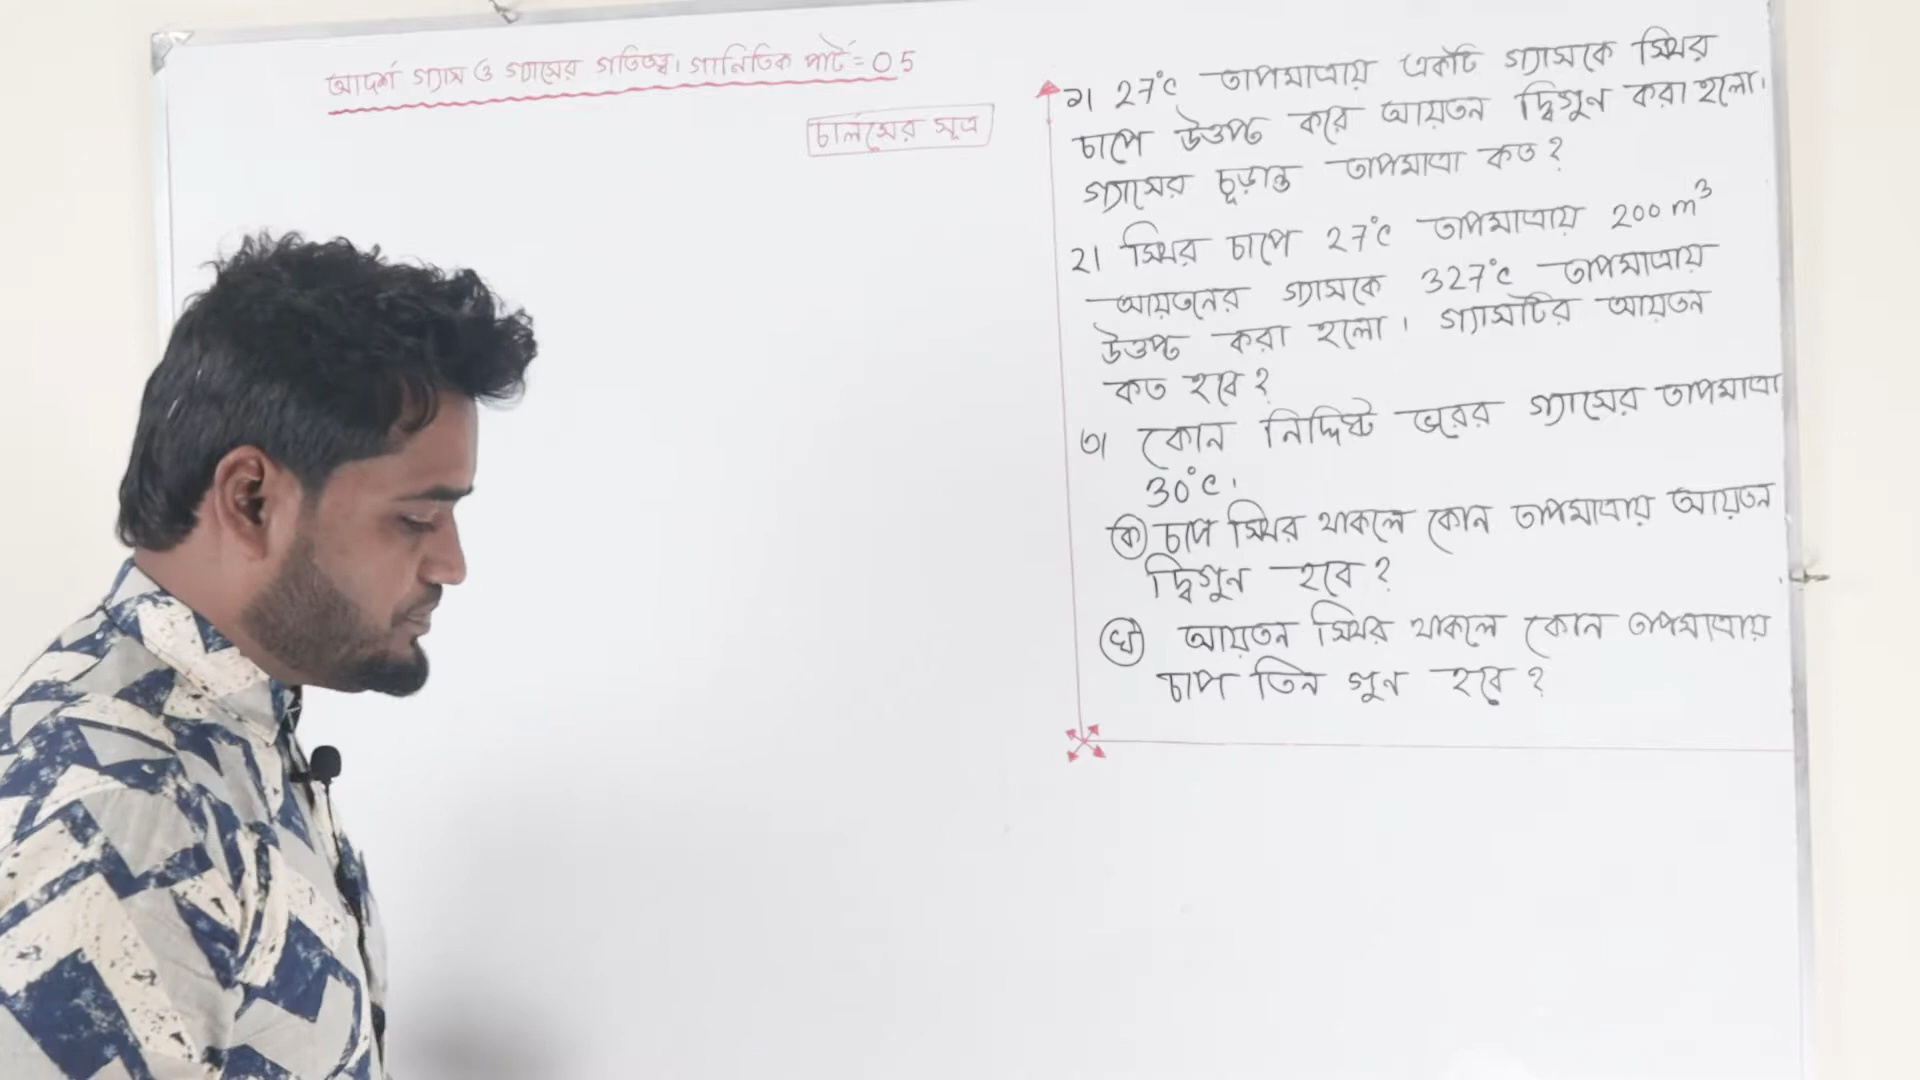 আদর্শ গ্যাস ও গ্যাসের গতিতত্ত্ব। গানিতিক পার্ট = 05
চার্লসের সূত্র
১। 27°C তাপমাত্রায় একটি গ্যাসকে স্থির
চাপে উত্তপ্ত করে আয়তন দ্বিগুন করা হলো।
গ্যাসের চূড়ান্ত তাপমাত্রা কত?
২। স্থির চাপে 27°C তাপমাত্রায় 200 m³
আয়তনের গ্যাসকে 327°C তাপমাত্রায়
উত্তপ্ত করা হলো। গ্যাসটির আয়তন
কত হবে?
৩। কোন নির্দিষ্ট ভরের গ্যাসের তাপমাত্রা
30°C।
ক চাপ স্থির থাকলে কোন তাপমাত্রায় আয়তন
দ্বিগুন হবে?
খ আয়তন স্থির থাকলে কোন তাপমাত্রায়
চাপ তিন গুন হবে?